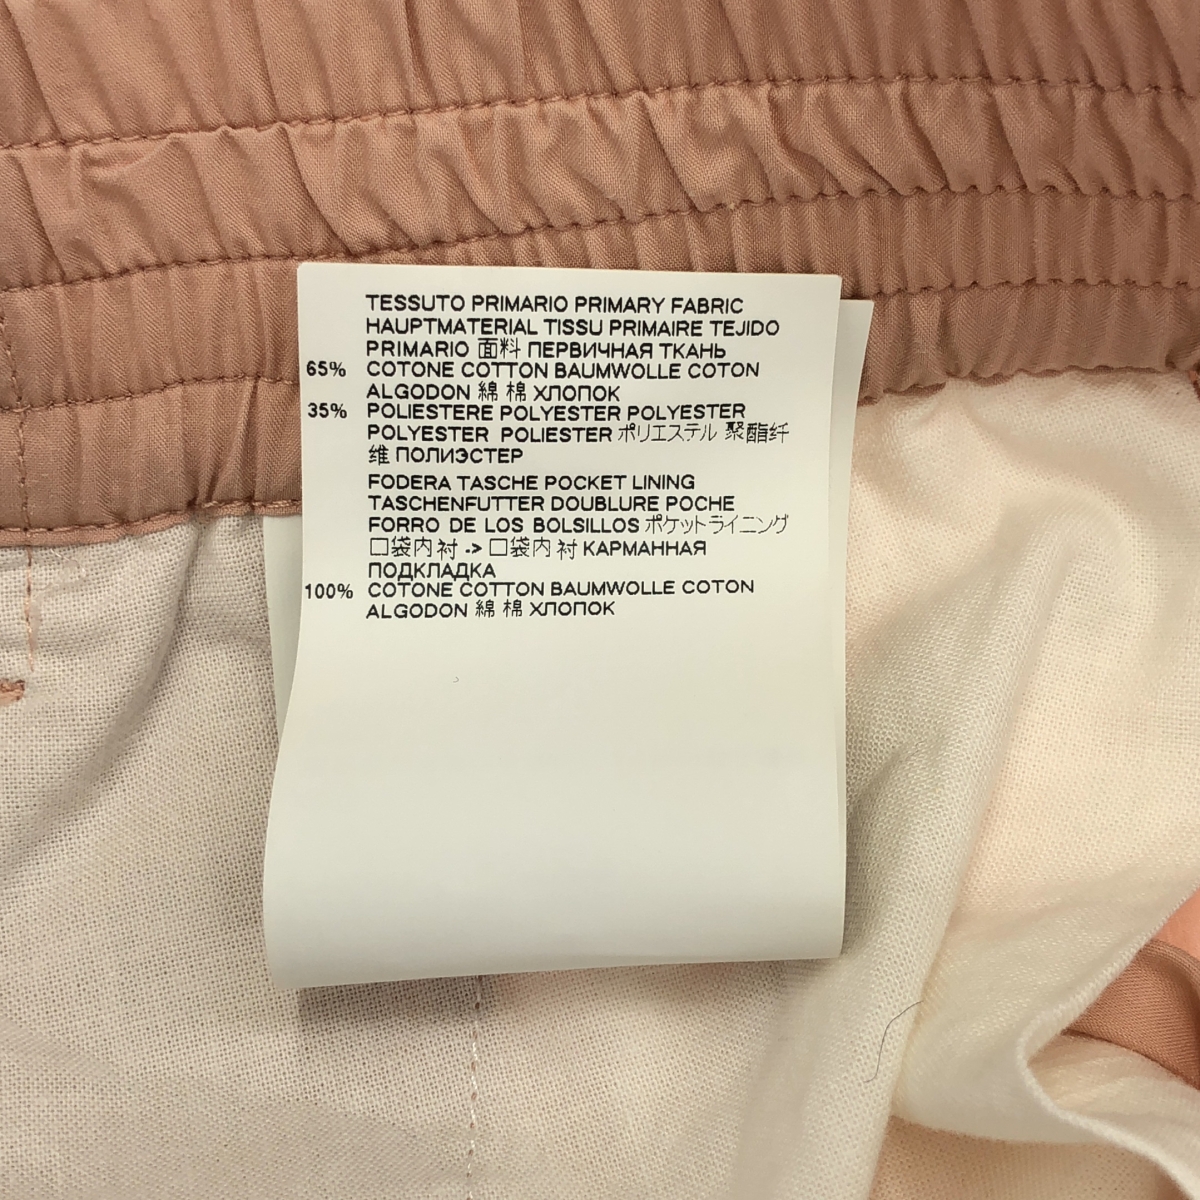 TESSUTO PRIMARIO PRIMARY FABRIC
HAUPTMATERIAL TISSU PRIMAIRE TEJIDO
PRIMARIO 面料 ПЕРВИЧНАЯ ТКАНЬ
65% COTONE COTTON BAUMWOLLE COTON
ALGODON 綿 棉 ХЛОПОК
35% POLIESTERE POLYESTER POLYESTER
POLYESTER POLIESTER ポリエステル 聚酯纤
维 ПОЛИЭСТЕР
FODERA TASCHE POCKET LINING
TASCHENFUTTER DOUBLURE POCHE
FORRO DE LOS BOLSILLOS ポケットライニング
口袋内衬 -> 口袋内衬 КАРМАННАЯ
ПОДКЛАДКА
100% COTONE COTTON BAUMWOLLE COTON
ALGODON 綿 棉 ХЛОПОК